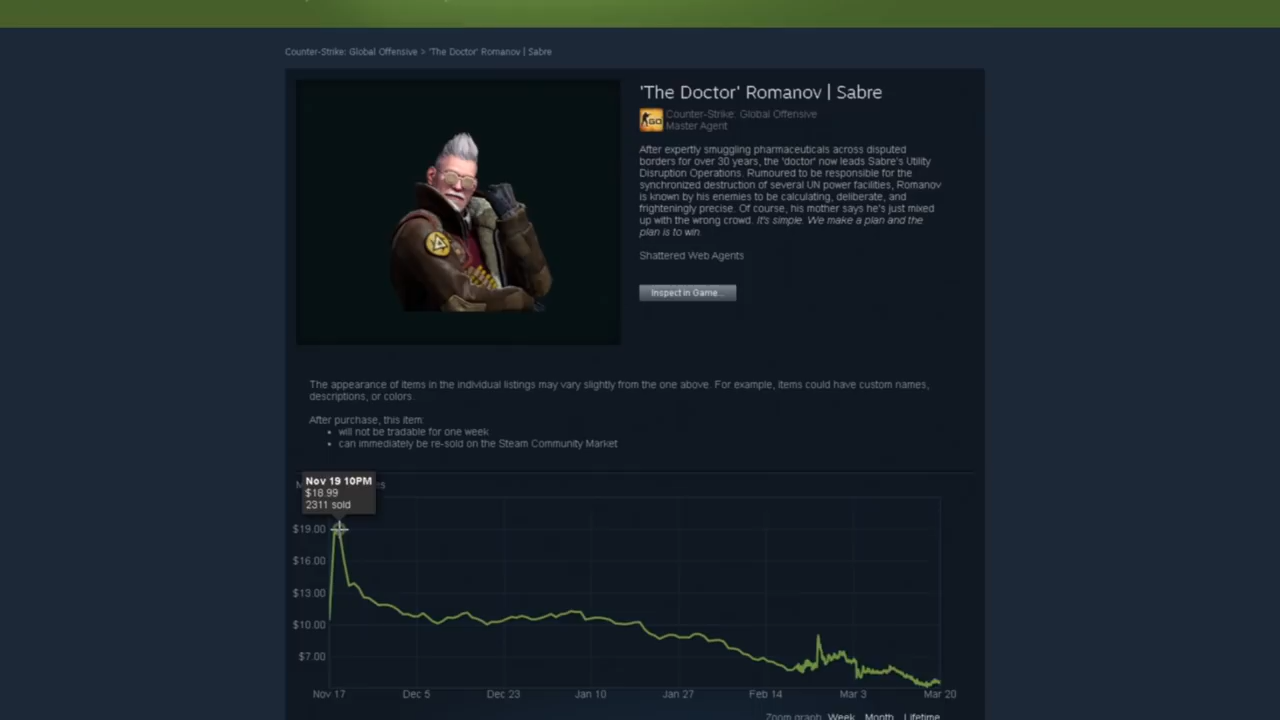 Counter-Strike: Global Offensive > 'The Doctor' Romanov | Sabre
'The Doctor' Romanov | Sabre
Counter-Strike: Global Offensive
Master Agent
After expertly smuggling pharmaceuticals across disputed
borders for over 30 years, the 'doctor' now leads Sabre's Utility
Disruption Operations. Rumoured to be responsible for the
synchronized destruction of several UN power facilities, Romanov
is known by his enemies to be calculating, deliberate, and
frighteningly precise. Of course, his mother says he's just mixed
up with the wrong crowd. It's simple. We make a plan and the
plan is to win.
Shattered Web Agents
Inspect in Game...
The appearance of items in the individual listings may vary slightly from the one above. For example, items could have custom names,
descriptions, or colors.
After purchase, this item:
• will not be tradable for one week
• can immediately be re-sold on the Steam Community Market
Nov 19 10PM
$18.99
2311 sold
$19.00
$16.00
$13.00
$10.00
$7.00
Nov 17 Dec 5 Dec 23 Jan 10 Jan 27 Feb 14 Mar 3 Mar 20
Zoom graph Week Month Lifetime